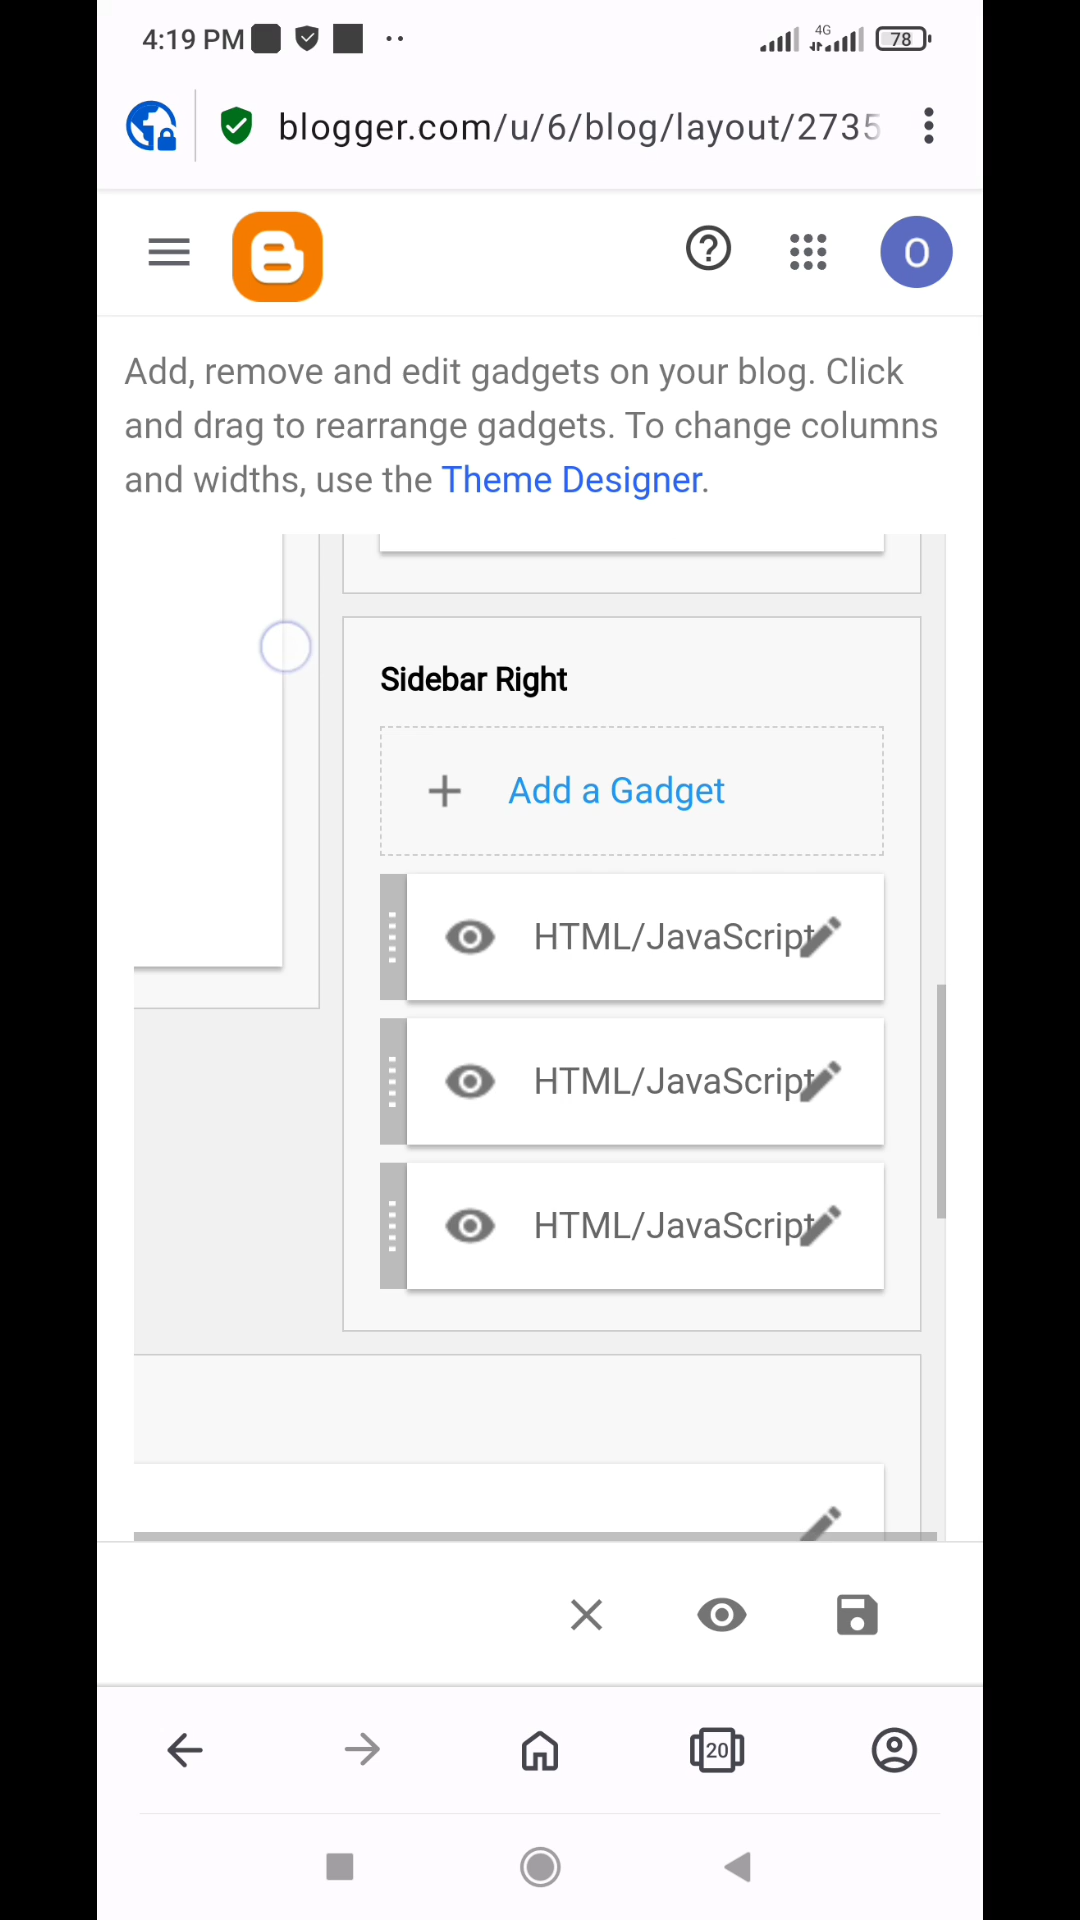 4:19 PM
4G
78
blogger.com/u/6/blog/layout/2735
O
Add, remove and edit gadgets on your blog. Click
and drag to rearrange gadgets. To change columns
and widths, use the Theme Designer.
Sidebar Right
Add a Gadget
HTML/JavaScript
HTML/JavaScript
HTML/JavaScript
20